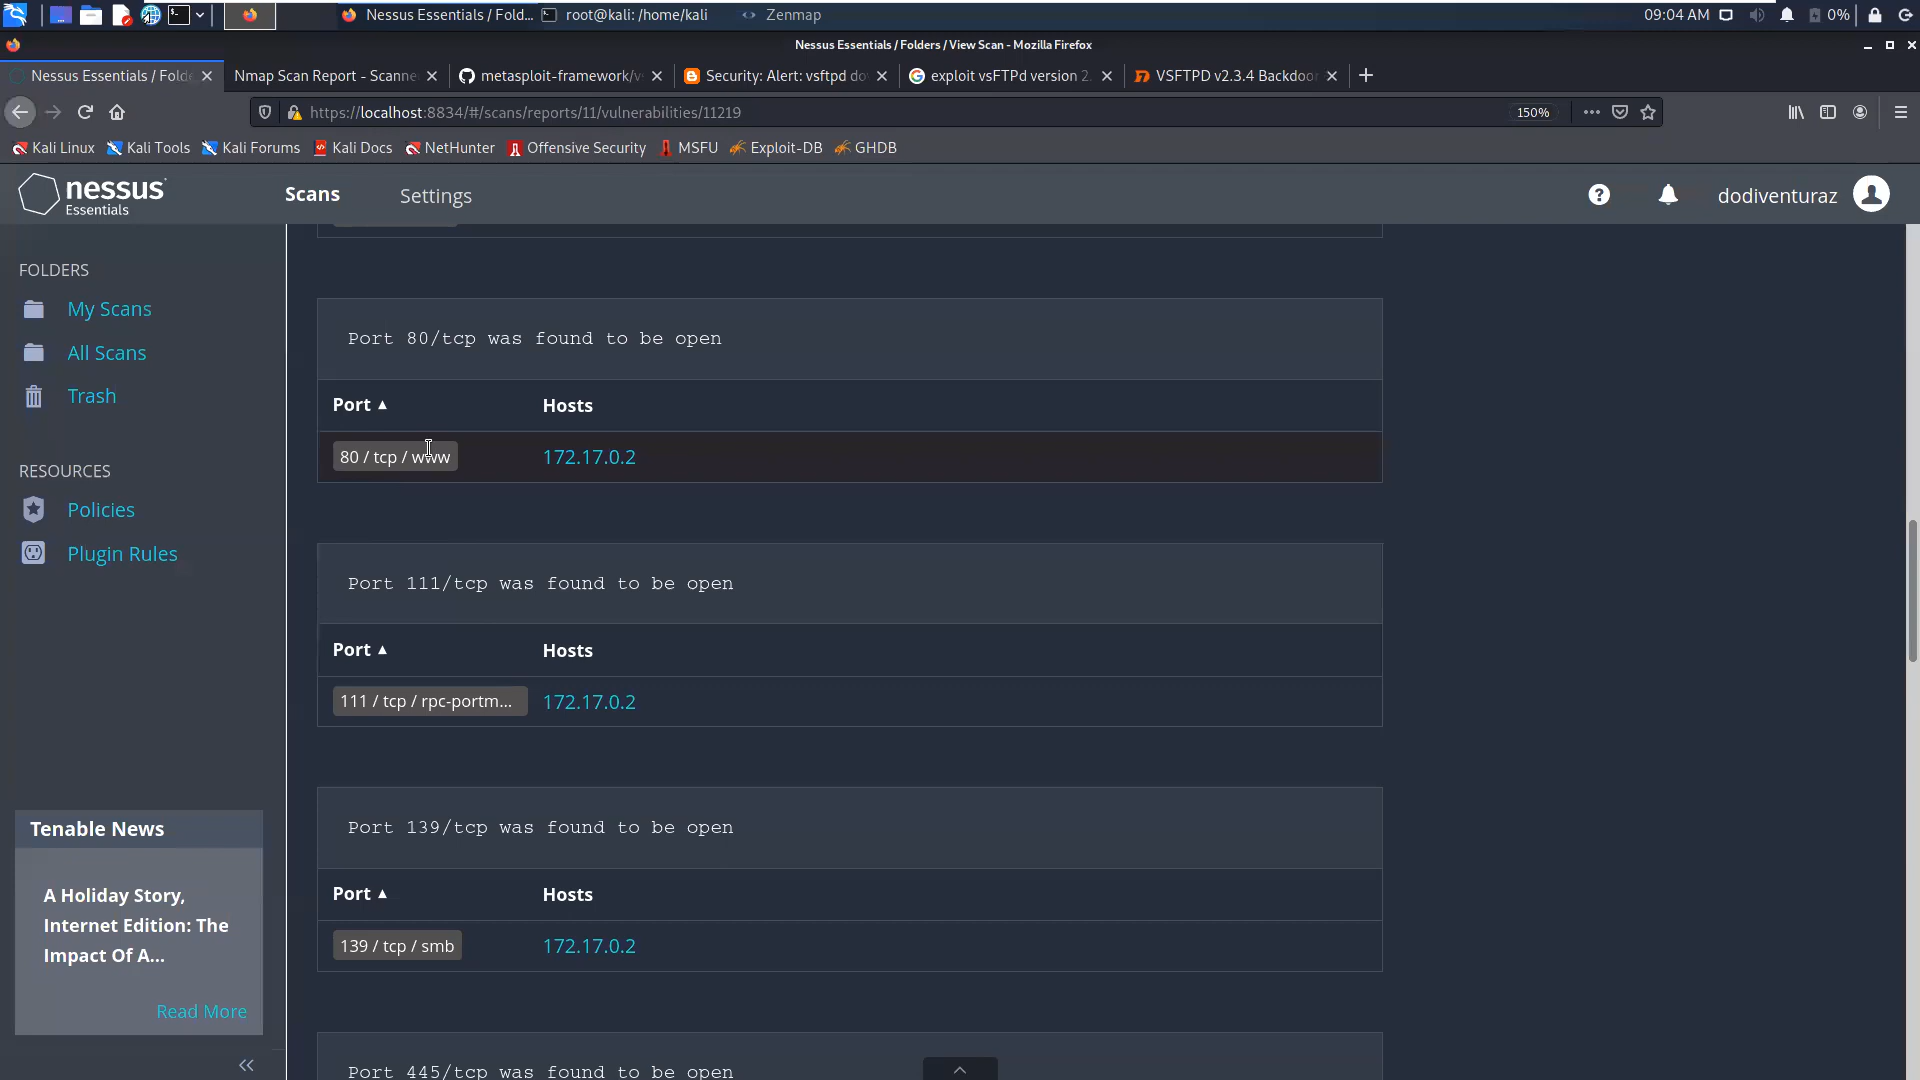 Nessus Essentials / Fold...
root@kali: /home/kali
Zenmap
09:04 AM
0%
Nessus Essentials / Folders / View Scan - Mozilla Firefox
Nessus Essentials / Folde
Nmap Scan Report - Scanne
metasploit-framework/v
Security: Alert: vsftpd do
exploit vsFTPd version 2.
VSFTPD v2.3.4 Backdoor
https://localhost:8834/#/scans/reports/11/vulnerabilities/11219
150%
Kali Linux
Kali Tools
Kali Forums
Kali Docs
NetHunter
Offensive Security
MSFU
Exploit-DB
GHDB
nessus
Essentials
Scans
Settings
dodiventuraz
FOLDERS
My Scans
All Scans
Trash
RESOURCES
Policies
Plugin Rules
Tenable News
A Holiday Story,
Internet Edition: The
Impact Of A...
Read More
Port 80/tcp was found to be open
Port ▲ Hosts
80 / tcp / www 172.17.0.2
Port 111/tcp was found to be open
Port ▲ Hosts
111 / tcp / rpc-portm... 172.17.0.2
Port 139/tcp was found to be open
Port ▲ Hosts
139 / tcp / smb 172.17.0.2
Port 445/tcp was found to be open